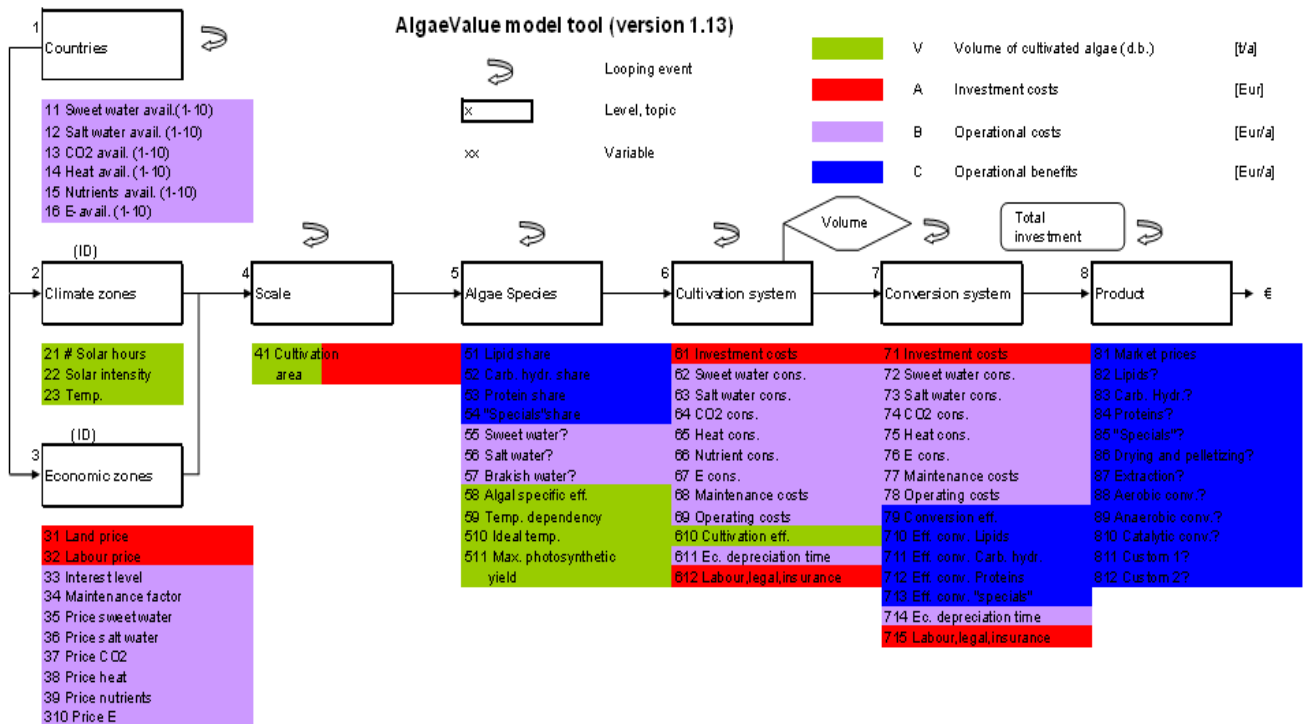 AlgaeValue model tool (version 1.13)
1
Countries
Looping event
x
Level, topic
xx
Variable
V Volume of cultivated algae (d.b.) [t/a]
A Investment costs [Eur]
B Operational costs [Eur/a]
C Operational benefits [Eur/a]
11 Sweet water avail.(1-10)
12 Salt water avail. (1-10)
13 CO2 avail. (1-10)
14 Heat avail. (1-10)
15 Nutrients avail. (1-10)
16 E-avail. (1-10)
(ID)
2
Climate zones
21 # Solar hours
22 Solar intensity
23 Temp.
(ID)
3
Economic zones
31 Land price
32 Labour price
33 Interest level
34 Maintenance factor
35 Price sweet water
36 Price salt water
37 Price CO2
38 Price heat
39 Price nutrients
310 Price E
4
Scale
41 Cultivation
area
5
Algae Species
51 Lipid share
52 Carb. hydr. share
53 Protein share
54 "Specials"share
55 Sweet water?
56 Salt water?
57 Brakish water?
58 Algal specific eff.
59 Temp. dependency
510 Ideal temp.
511 Max. photosynthetic
yield
6
Cultivation system
Volume
61 Investment costs
62 Sweet water cons.
63 Salt water cons.
64 CO2 cons.
65 Heat cons.
66 Nutrient cons.
67 E cons.
68 Maintenance costs
69 Operating costs
610 Cultivation eff.
611 Ec. depreciation time
612 Labour,legal,insurance
7
Conversion system
71 Investment costs
72 Sweet water cons.
73 Salt water cons.
74 CO2 cons.
75 Heat cons.
76 E cons.
77 Maintenance costs
78 Operating costs
79 Conversion eff.
710 Eff. conv. Lipids
711 Eff. conv. Carb. hydr.
712 Eff. conv. Proteins
713 Eff. conv. "specials"
714 Ec. depreciation time
715 Labour,legal,insurance
Total
investment
8
Product
€
81 Market prices
82 Lipids?
83 Carb. Hydr.?
84 Proteins?
85 "Specials"?
86 Drying and pelletizing?
87 Extraction?
88 Aerobic conv.?
89 Anaerobic conv.?
810 Catalytic conv.?
811 Custom 1?
812 Custom 2?